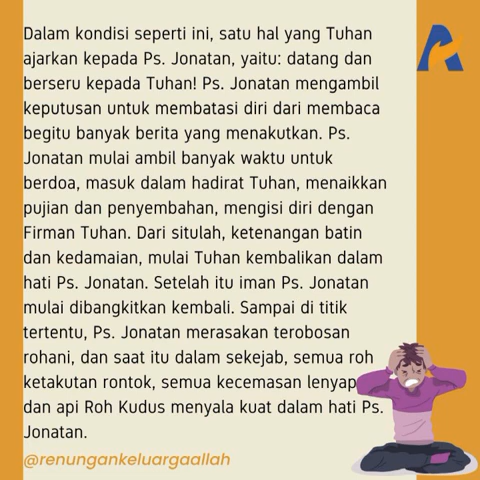 Dalam kondisi seperti ini, satu hal yang Tuhan
ajarkan kepada Ps. Jonatan, yaitu: datang dan
berseru kepada Tuhan! Ps. Jonatan mengambil
keputusan untuk membatasi diri dari membaca
begitu banyak berita yang menakutkan. Ps.
Jonatan mulai ambil banyak waktu untuk
berdoa, masuk dalam hadirat Tuhan, menaikkan
pujian dan penyembahan, mengisi diri dengan
Firman Tuhan. Dari situlah, ketenangan batin
dan kedamaian, mulai Tuhan kembalikan dalam
hati Ps. Jonatan. Setelah itu iman Ps. Jonatan
mulai dibangkitkan kembali. Sampai di titik
tertentu, Ps. Jonatan merasakan terobosan
rohani, dan saat itu dalam sekejab, semua roh
ketakutan rontok, semua kecemasan lenyap
dan api Roh Kudus menyala kuat dalam hati Ps.
Jonatan.
@renungankeluargaallah